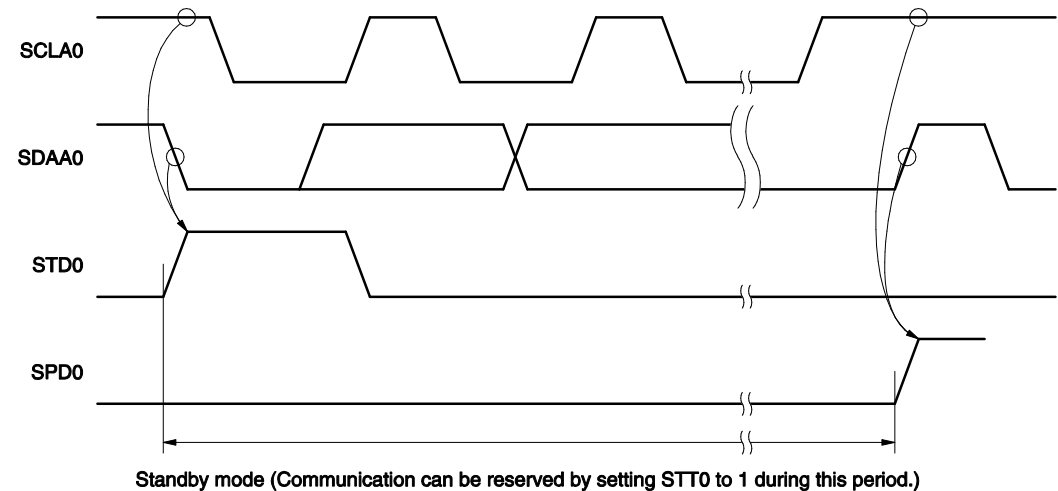 SCLA0
SDAA0
STD0
SPD0
Standby mode (Communication can be reserved by setting STT0 to 1 during this period.)